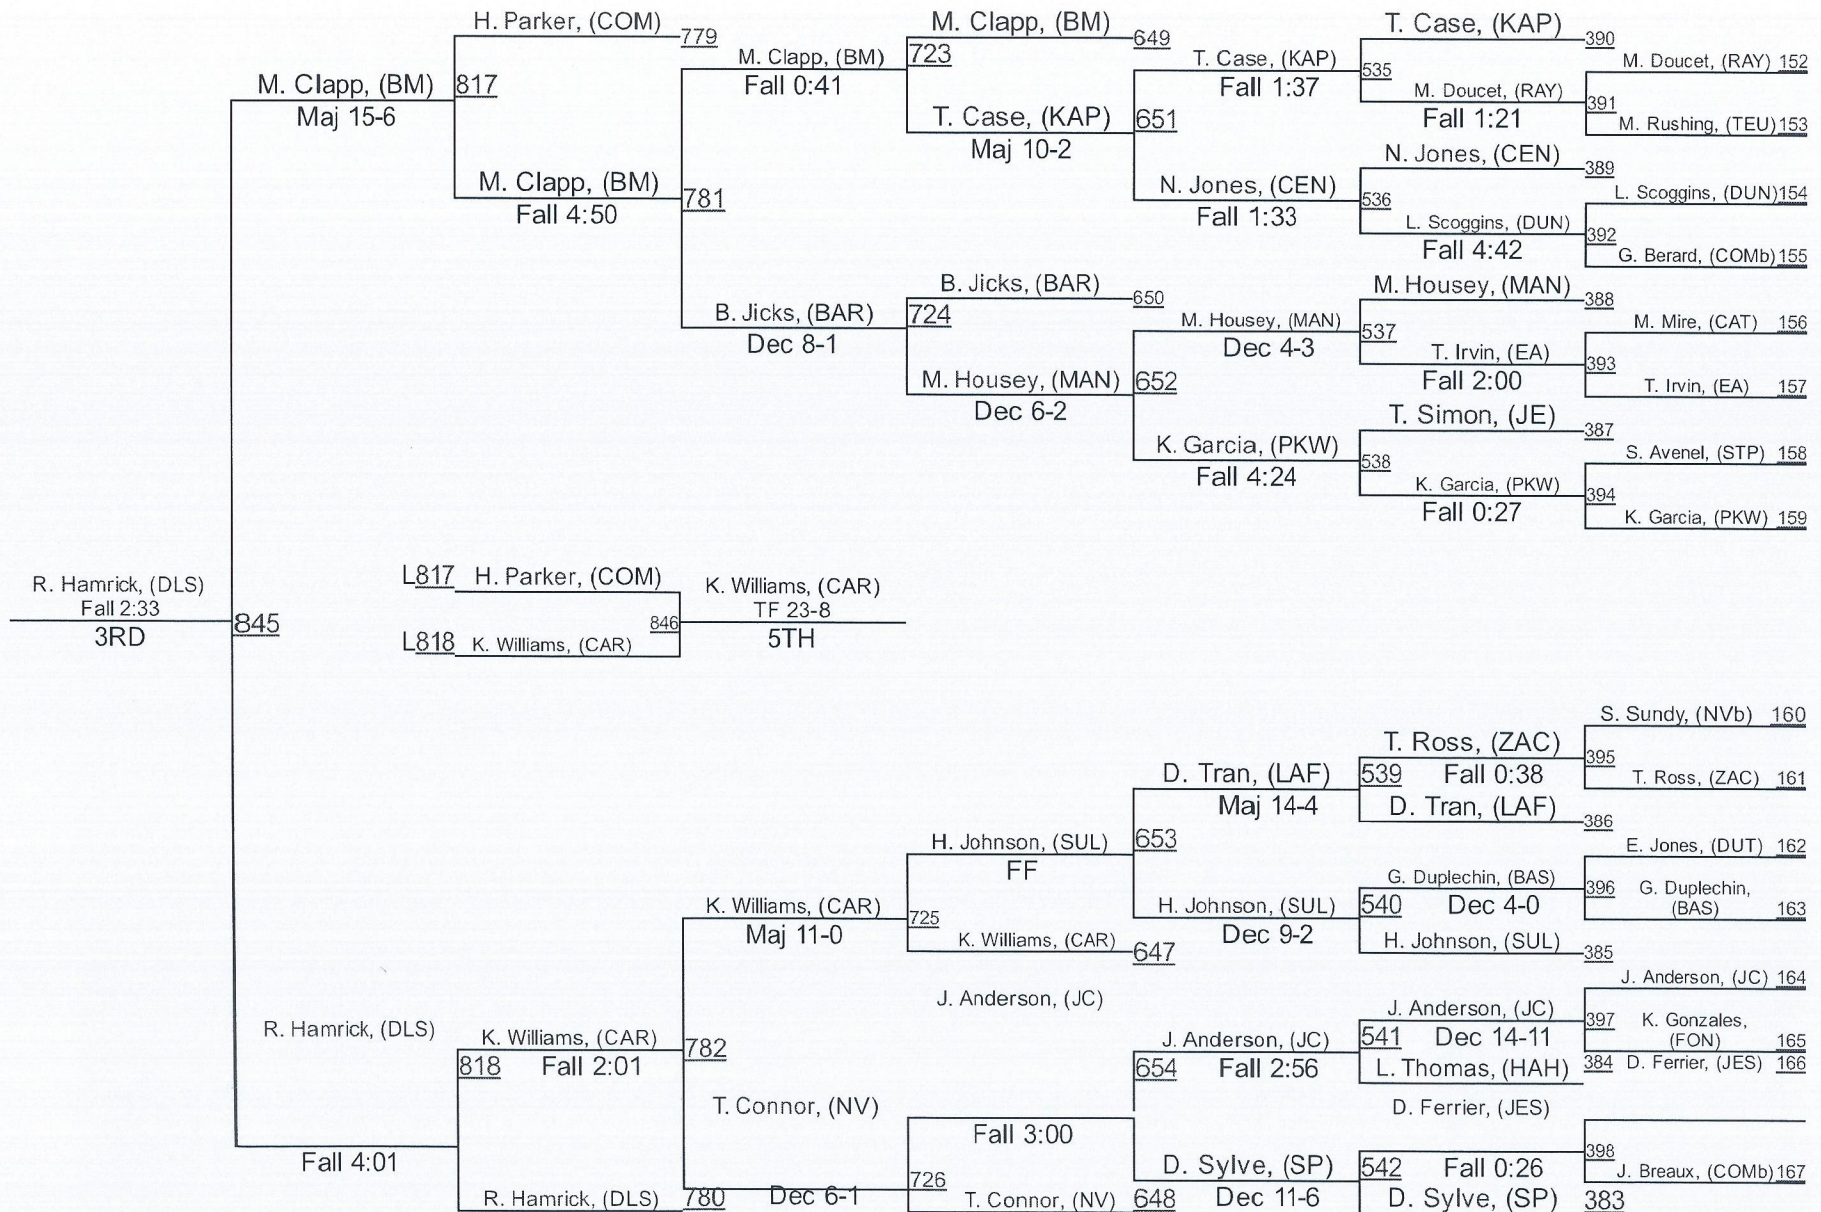 H. Parker, (COM) 779
M. Clapp, (BM) 649
T. Case, (KAP) 390
M. Clapp, (BM) 817
Maj 15-6
M. Clapp, (BM) 723
Fall 0:41
T. Case, (KAP) 535
Fall 1:37
M. Doucet, (RAY) 152
M. Doucet, (RAY) 391
Fall 1:21
M. Rushing, (TEU) 153
T. Case, (KAP) 651
Maj 10-2
N. Jones, (CEN) 389
M. Clapp, (BM) 781
Fall 4:50
N. Jones, (CEN) 536
Fall 1:33
L. Scoggins, (DUN) 154
L. Scoggins, (DUN) 392
Fall 4:42
G. Berard, (COMb) 155
B. Jicks, (BAR) 650
M. Housey, (MAN) 388
B. Jicks, (BAR) 724
Dec 8-1
M. Housey, (MAN) 537
Dec 4-3
M. Mire, (CAT) 156
T. Irvin, (EA) 393
Fall 2:00
T. Irvin, (EA) 157
M. Housey, (MAN) 652
Dec 6-2
T. Simon, (JE) 387
K. Garcia, (PKW) 538
Fall 4:24
S. Avenel, (STP) 158
K. Garcia, (PKW) 394
Fall 0:27
K. Garcia, (PKW) 159
R. Hamrick, (DLS)
Fall 2:33
3RD
845
L817 H. Parker, (COM)
K. Williams, (CAR)
TF 23-8
846
5TH
L818 K. Williams, (CAR)
S. Sundy, (NVb) 160
T. Ross, (ZAC) 395
539 Fall 0:38
T. Ross, (ZAC) 161
D. Tran, (LAF)
Maj 14-4
D. Tran, (LAF) 386
H. Johnson, (SUL) 653
FF
E. Jones, (DUT) 162
G. Duplechin, (BAS) 396
G. Duplechin,
(BAS) 163
K. Williams, (CAR) 725
Maj 11-0
H. Johnson, (SUL) 540 Dec 4-0
Dec 9-2
K. Williams, (CAR) 647
H. Johnson, (SUL) 385
J. Anderson, (JC)
J. Anderson, (JC) 164
R. Hamrick, (DLS)
K. Williams, (CAR) 782
818 Fall 2:01
J. Anderson, (JC)
J. Anderson, (JC) 397
541 Dec 14-11
K. Gonzales,
(FON) 165
654 Fall 2:56
L. Thomas, (HAH) 384
D. Ferrier, (JES) 166
T. Connor, (NV)
D. Ferrier, (JES)
Fall 3:00
Fall 4:01
D. Sylve, (SP) 542 Fall 0:26 398
J. Breaux, (COMb) 167
R. Hamrick, (DLS) 780
Dec 6-1 726
T. Connor, (NV) 648
Dec 11-6
D. Sylve, (SP) 383